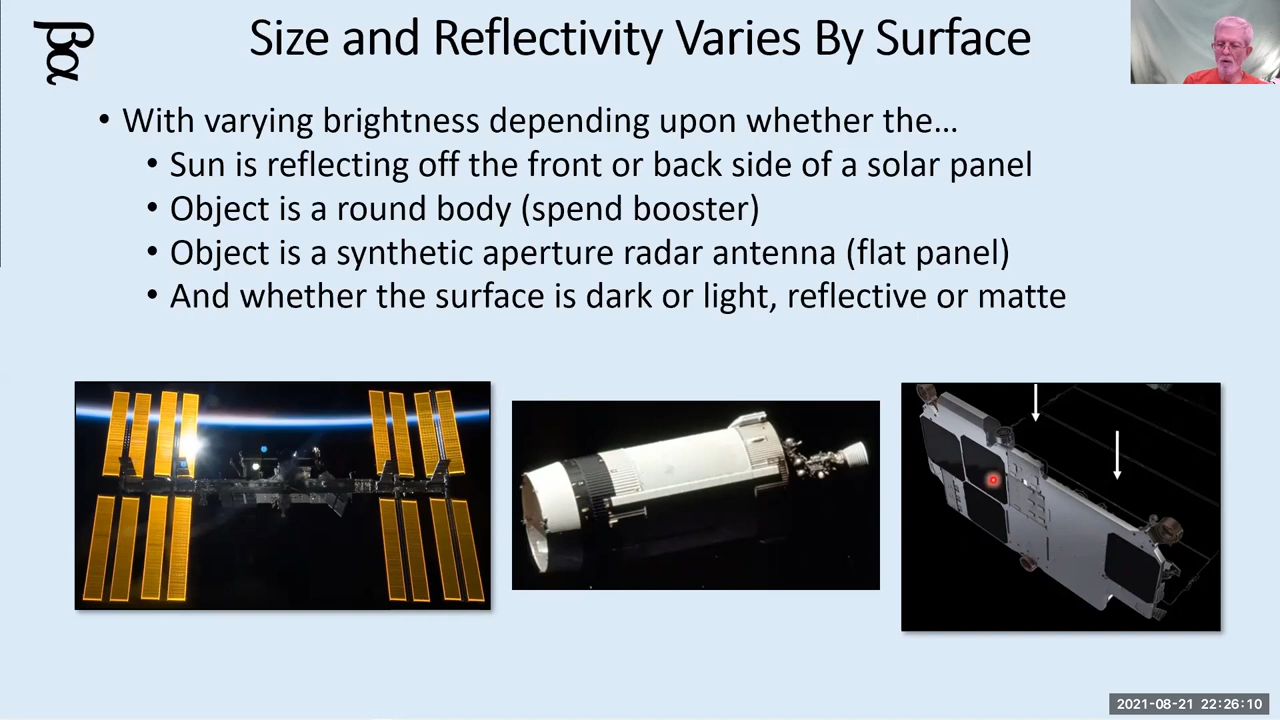 βα
Size and Reflectivity Varies By Surface
• With varying brightness depending upon whether the…
• Sun is reflecting off the front or back side of a solar panel
• Object is a round body (spend booster)
• Object is a synthetic aperture radar antenna (flat panel)
• And whether the surface is dark or light, reflective or matte
2021-08-21 22:26:10